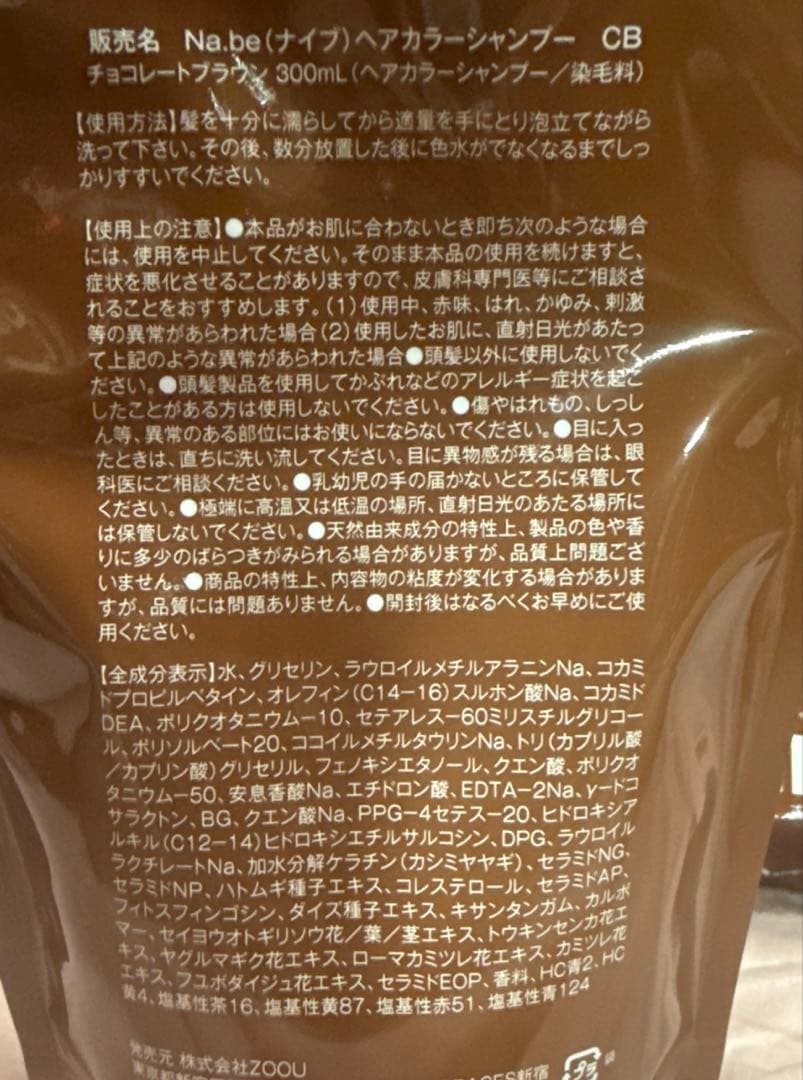 販売名 Na.be(ナイブ)ヘアカラーシャンプー CB
チョコレートブラウン 300mL(ヘアカラーシャンプー/染毛料)
【使用方法】髪を十分に濡らしてから適量を手にとり泡立てながら
洗って下さい。その後、数分放置した後に色水がでなくなるまでしっ
かりすすいでください。
【使用上の注意】●本品がお肌に合わないとき即ち次のような場合
には、使用を中止してください。そのまま本品の使用を続けますと、
症状を悪化させることがありますので、皮膚科専門医等にご相談さ
れることをおすすめします。(1)使用中、赤味、はれ、かゆみ、刺激
等の異常があらわれた場合(2)使用したお肌に、直射日光があたっ
て上記のような異常があらわれた場合●頭髪以外に使用しないでく
ださい。●頭髪製品を使用してかぶれなどのアレルギー症状を起こ
したことがある方は使用しないでください。●傷やはれもの、しっし
ん等、異常のある部位にはお使いにならないでください。●目に入っ
たときは、直ちに洗い流してください。目に異物感が残る場合は、眼
科医にご相談ください。●乳幼児の手の届かないところに保管して
ください。●極端に高温又は低温の場所、直射日光のあたる場所に
は保管しないでください。●天然由来成分の特性上、製品の色や香
りに多少のばらつきがみられる場合がありますが、品質上問題ござ
いません。●商品の特性上、内容物の粘度が変化する場合がありま
すが、品質には問題ありません。●開封後はなるべくお早めにご使
用ください。
【全成分表示】水、グリセリン、ラウロイルメチルアラニンNa、コカミ
ドプロピルベタイン、オレフィン(C14-16)スルホン酸Na、コカミド
DEA、ポリクオタニウム-10、セテアレス-60ミリスチルグリコー
ル、ポリソルベート20、ココイルメチルタウリンNa、トリ(カプリル酸
/カプリン酸)グリセリル、フェノキシエタノール、クエン酸、ポリクオ
タニウム-50、安息香酸Na、エチドロン酸、EDTA-2Na、γ-ドコ
サラクトン、BG、クエン酸Na、PPG-4セテス-20、ヒドロキシア
ルキル(C12-14)ヒドロキシエチルサルコシン、DPG、ラウロイル
ラクチレートNa、加水分解ケラチン(カシミヤヤギ)、セラミドNG、
セラミドNP、ハトムギ種子エキス、コレステロール、セラミドAP、
フィトスフィンゴシン、ダイズ種子エキス、キサンタンガム、カルボ
マー、セイヨウオトギリソウ花/葉/茎エキス、トウキンセンカ花エ
キス、ヤグルマギク花エキス、ローマカミツレ花エキス、カミツレ花
エキス、フユボダイジュ花エキス、セラミドEOP、香料、HC青2、HC
黄4、塩基性茶16、塩基性黄87、塩基性赤51、塩基性青124
発売元 株式会社ZOOU
新宿
プラ
袋